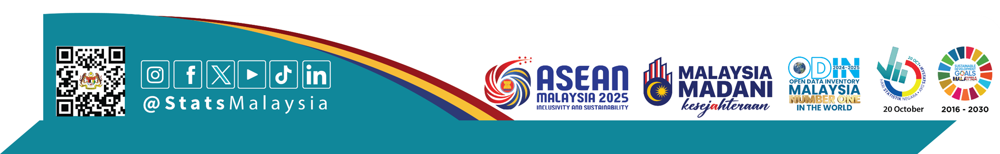 @StatsMalaysia
ASEAN
MALAYSIA 2025
INCLUSIVITY AND SUSTAINABILITY
MALAYSIA
MADANI
kesejahteraan
ODIN
2024-2025
OPEN DATA INVENTORY
MALAYSIA
NUMBER ONE
IN THE WORLD
20 OCT • MYSTATS DAY •
HARI STATISTIK NEGARA •
20 October
SUSTAINABLE
DEVELOPMENT
GOALS
MALAYSIA
2016 - 2030